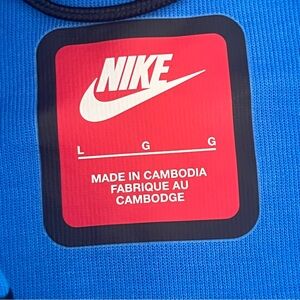 NIKE
L G G
MADE IN CAMBODIA
FABRIQUE AU
CAMBODGE